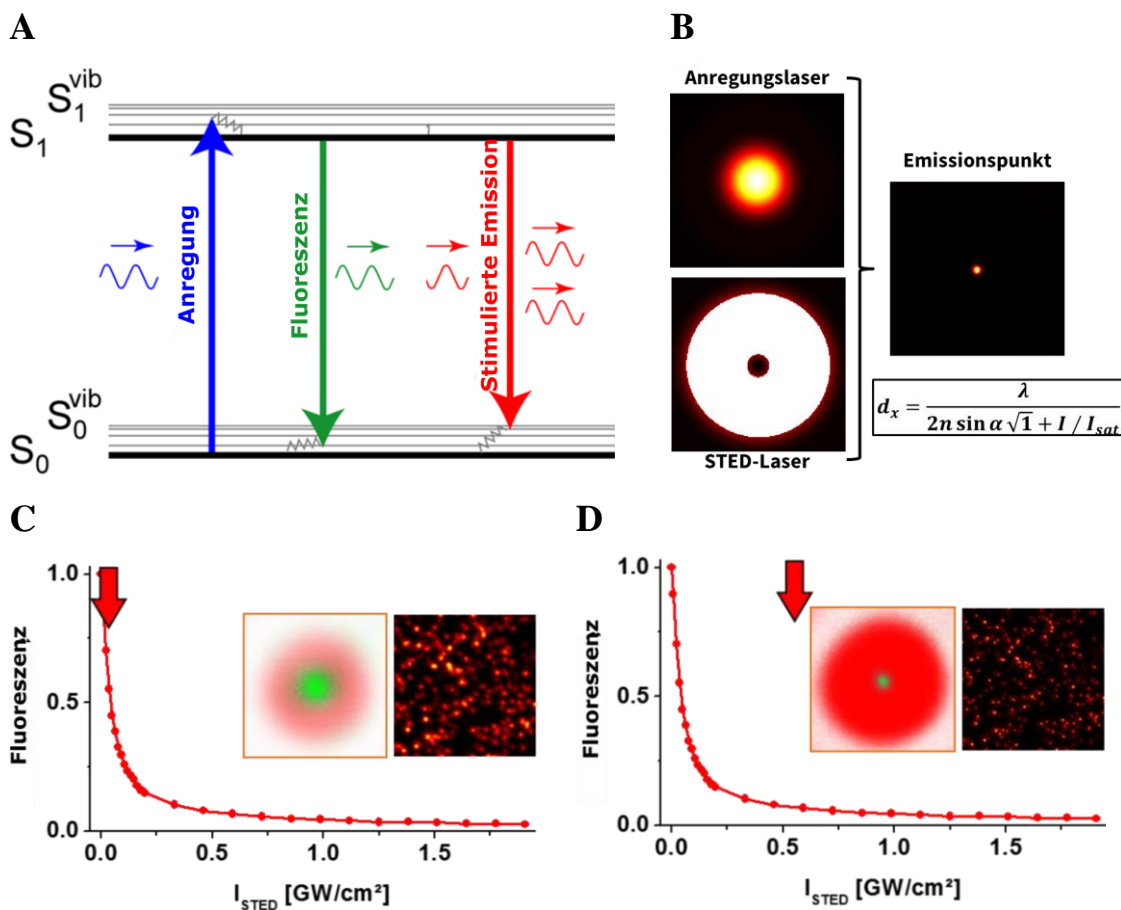 A
S₁ᵛⁱᵇ
S₁
Anregung
Fluoreszenz
Stimulierte Emission
S₀ᵛⁱᵇ
S₀
B
Anregungslaser
Emissionspunkt
STED-Laser
dₓ = λ / (2n sin α √1 + I / Iₛₐₜ)
C
Fluoreszenz
1.0
0.5
0.0
0.0 0.5 1.0 1.5
I_STED [GW/cm²]
D
Fluoreszenz
1.0
0.5
0.0
0.0 0.5 1.0 1.5
I_STED [GW/cm²]